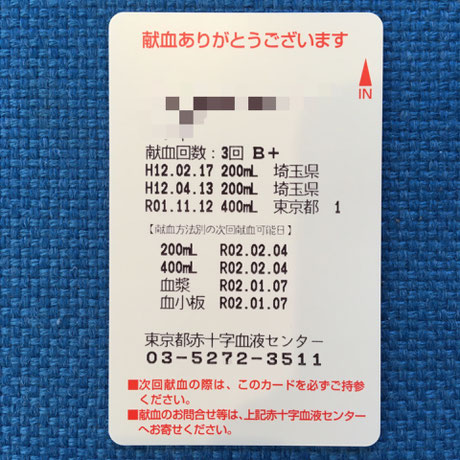 献血ありがとうございます
IN
献血回数：3回 B＋
H12.02.17 200mL 埼玉県
H12.04.13 200mL 埼玉県
R01.11.12 400mL 東京都 1
【献血方法別の次回献血可能日】
200mL R02.02.04
400mL R02.02.04
血漿 R02.01.07
血小板 R02.01.07
東京都赤十字血液センター
03-5272-3511
■次回献血の際は、このカードを必ずご持参
ください。
■献血のお問合せ等は、上記赤十字血液センター
へお寄せください。